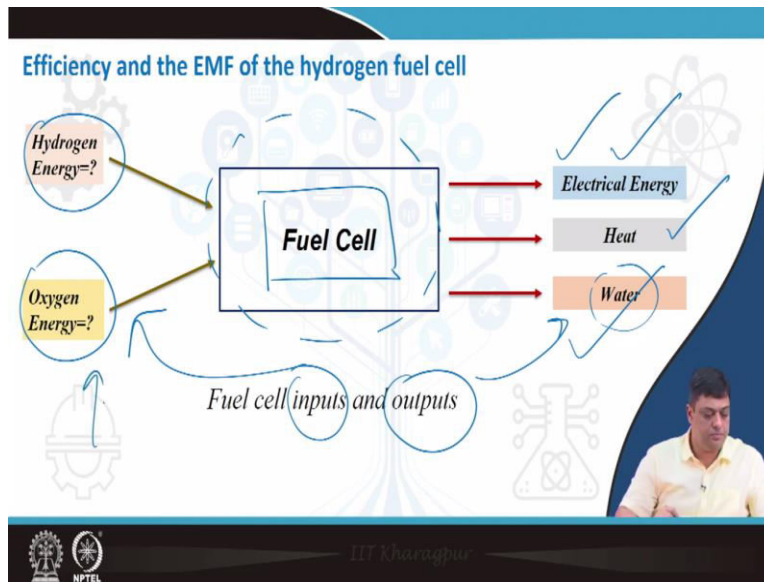 Efficiency and the EMF of the hydrogen fuel cell
Hydrogen
Energy=?
Oxygen
Energy=?
Fuel Cell
Electrical Energy
Heat
Water
Fuel cell inputs and outputs
IIT Kharagpur
NPTEL